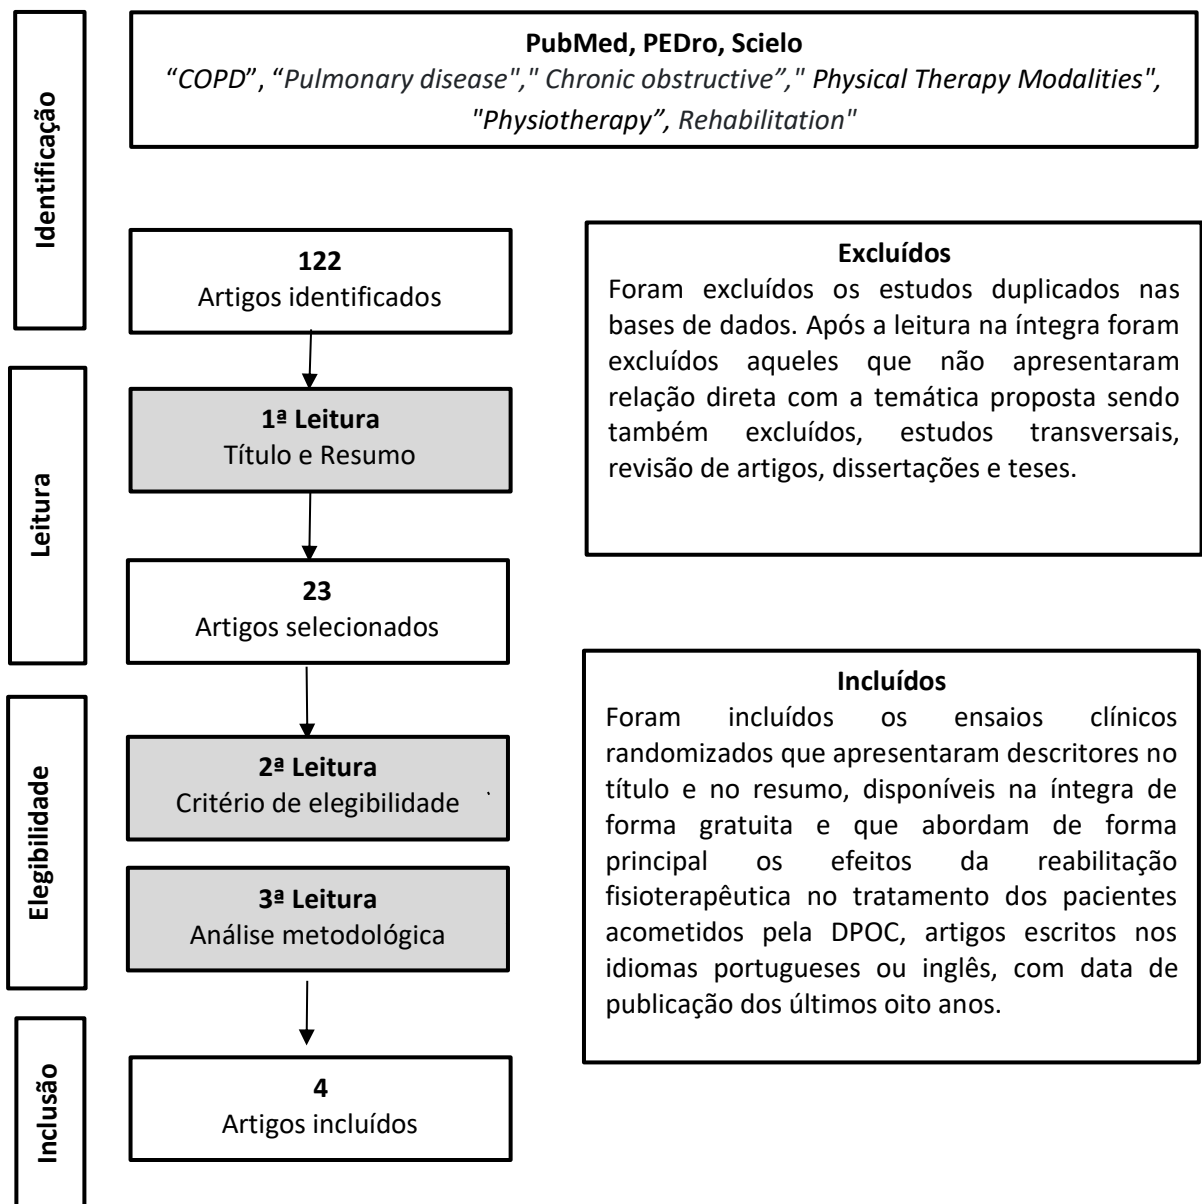 Identificação
PubMed, PEDro, Scielo
“COPD”, “Pulmonary disease"," Chronic obstructive”," Physical Therapy Modalities",
"Physiotherapy”, Rehabilitation"
122
Artigos identificados
Excluídos
Foram excluídos os estudos duplicados nas
bases de dados. Após a leitura na íntegra foram
excluídos aqueles que não apresentaram
relação direta com a temática proposta sendo
também excluídos, estudos transversais,
revisão de artigos, dissertações e teses.
Leitura
1ª Leitura
Título e Resumo
23
Artigos selecionados
Elegibilidade
2ª Leitura
Critério de elegibilidade
3ª Leitura
Análise metodológica
Incluídos
Foram incluídos os ensaios clínicos
randomizados que apresentaram descritores no
título e no resumo, disponíveis na íntegra de
forma gratuita e que abordam de forma
principal os efeitos da reabilitação
fisioterapêutica no tratamento dos pacientes
acometidos pela DPOC, artigos escritos nos
idiomas portugueses ou inglês, com data de
publicação dos últimos oito anos.
Inclusão
4
Artigos incluídos